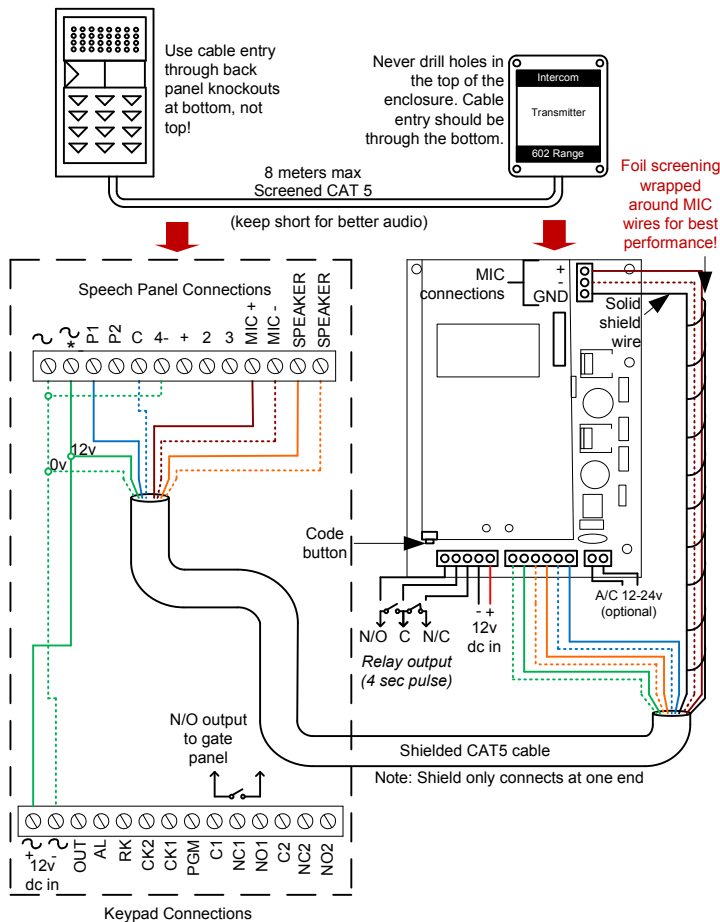 Use cable entry
through back
panel knockouts
at bottom, not
top!
Never drill holes in
the top of the
enclosure. Cable
entry should be
through the bottom.
Intercom
Transmitter
602 Range
8 meters max
Screened CAT 5
(keep short for better audio)
Foil screening
wrapped
around MIC
wires for best
performance!
Speech Panel Connections
* P1 P2 C 4- + 2 3 MIC + MIC - SPEAKER SPEAKER
12v
0v
MIC
connections
+
-
GND
Solid
shield
wire
Code
button
N/O C N/C
Relay output
(4 sec pulse)
- +
12v
dc in
A/C 12-24v
(optional)
N/O output
to gate
panel
Shielded CAT5 cable
Note: Shield only connects at one end
+ - OUT AL RK CK2 CK1 PGM C1 NC1 NO1 C2 NC2 NO2
12v
dc in
Keypad Connections